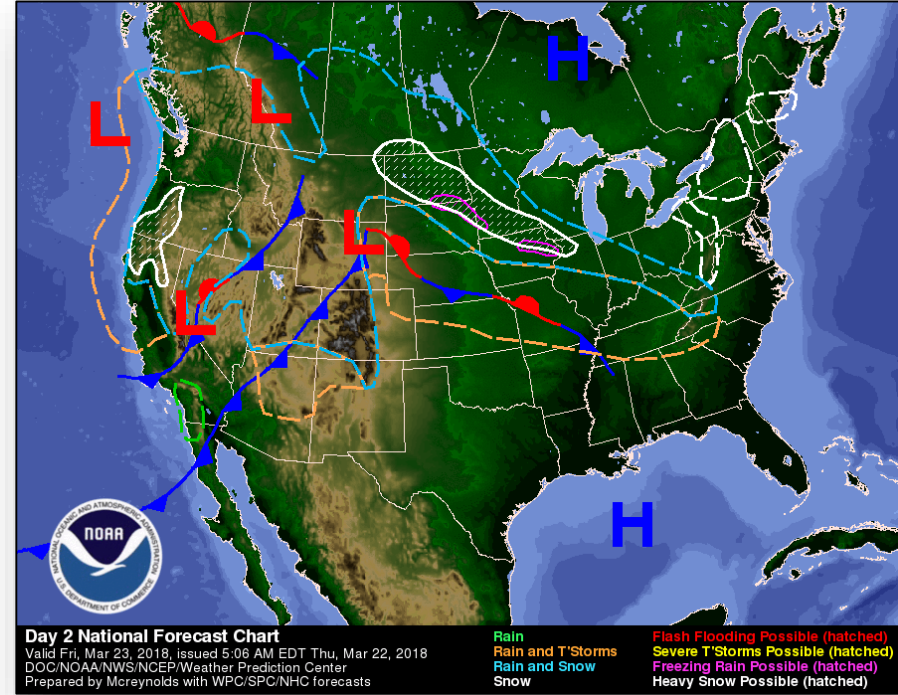 L
H
L
L
L
H
NATIONAL OCEANIC AND ATMOSPHERIC ADMINISTRATION
NOAA
U.S. DEPARTMENT OF COMMERCE
Day 2 National Forecast Chart
Valid Fri, Mar 23, 2018, issued 5:06 AM EDT Thu, Mar 22, 2018
DOC/NOAA/NWS/NCEP/Weather Prediction Center
Prepared by Mcreynolds with WPC/SPC/NHC forecasts
Rain
Rain and T'Storms
Rain and Snow
Snow
Flash Flooding Possible (hatched)
Severe T'Storms Possible (hatched)
Freezing Rain Possible (hatched)
Heavy Snow Possible (hatched)